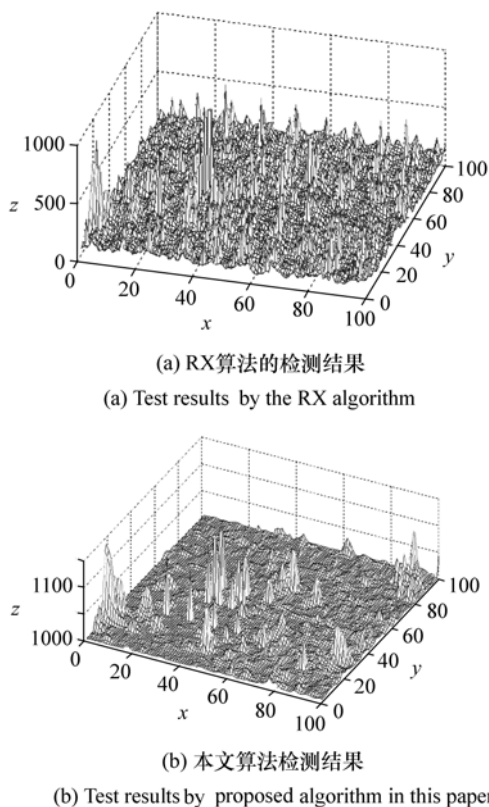 1000
500
0
z
0
20
40
60
80
100
x
0
20
40
60
80
100
y
(a) RX算法的检测结果
(a) Test results by the RX algorithm
1100
1000
z
0
20
40
60
80
100
x
0
20
40
60
80
100
y
(b) 本文算法检测结果
(b) Test results by proposed algorithm in this paper